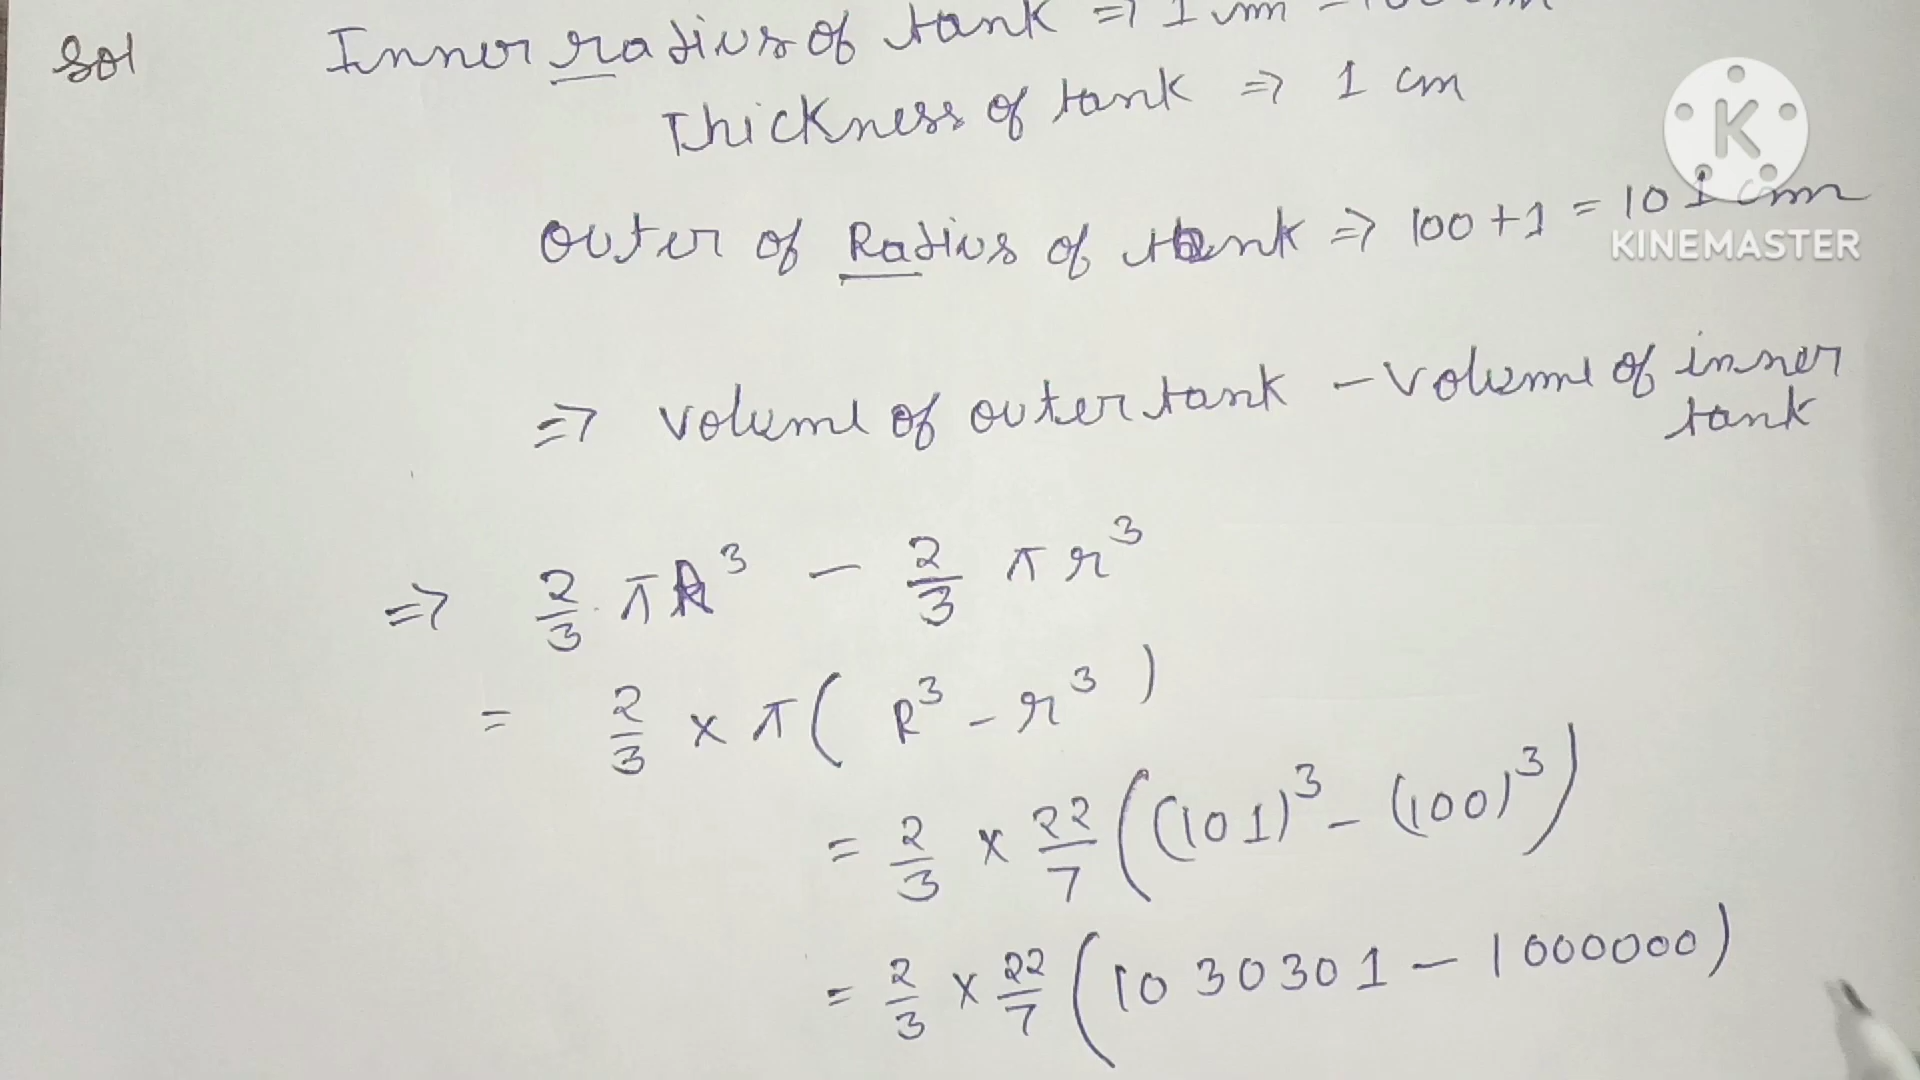 Sol Inner radius of tank ⇒ 1 cm
Thickness of tank ⇒ 1 cm
Outer of Radius of tank ⇒ 100 + 1 = 101 cm
K
KINEMASTER
⇒ Volume of outer tank - Volume of inner
tank
⇒ 2/3 . πR³ - 2/3 πr³
= 2/3 × π( R³ - r³ )
= 2/3 × 22/7 ((101)³ - (100)³)
= 2/3 × 22/7 (1030301 - 1000000)